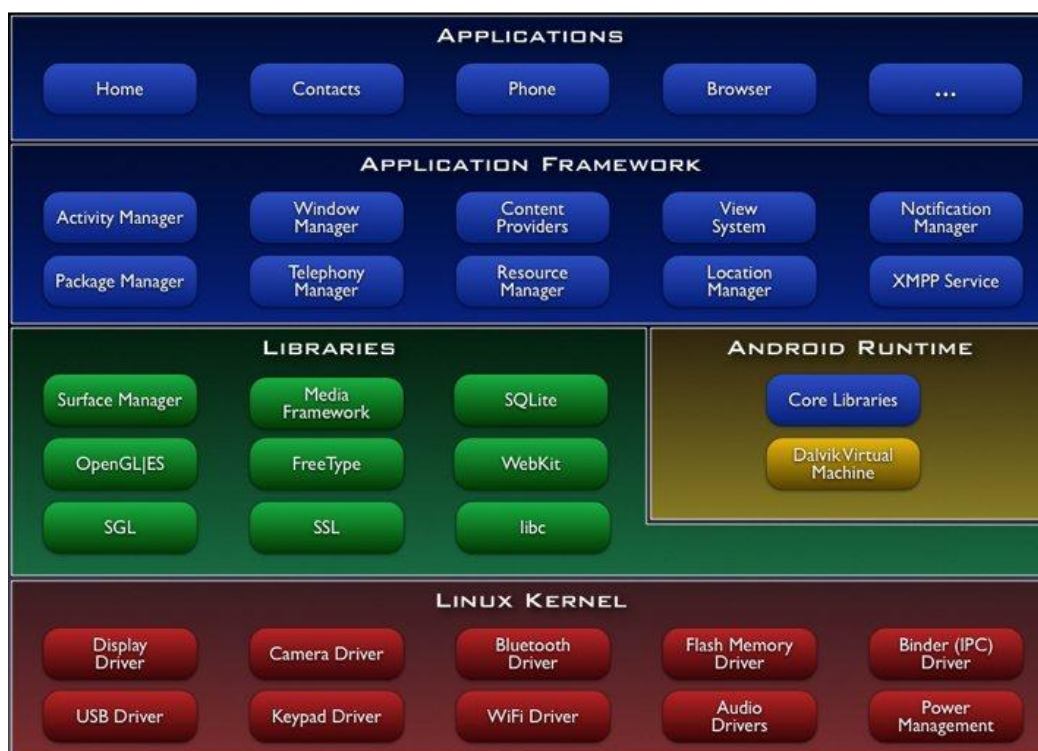 APPLICATIONS
Home
Contacts
Phone
Browser
...
APPLICATION FRAMEWORK
Activity Manager
Window
Manager
Content
Providers
View
System
Notification
Manager
Package Manager
Telephony
Manager
Resource
Manager
Location
Manager
XMPP Service
LIBRARIES
Surface Manager
Media
Framework
SQLite
OpenGL|ES
FreeType
WebKit
SGL
SSL
libc
ANDROID RUNTIME
Core Libraries
Dalvik Virtual
Machine
LINUX KERNEL
Display
Driver
Camera Driver
Bluetooth
Driver
Flash Memory
Driver
Binder (IPC)
Driver
USB Driver
Keypad Driver
WiFi Driver
Audio
Drivers
Power
Management